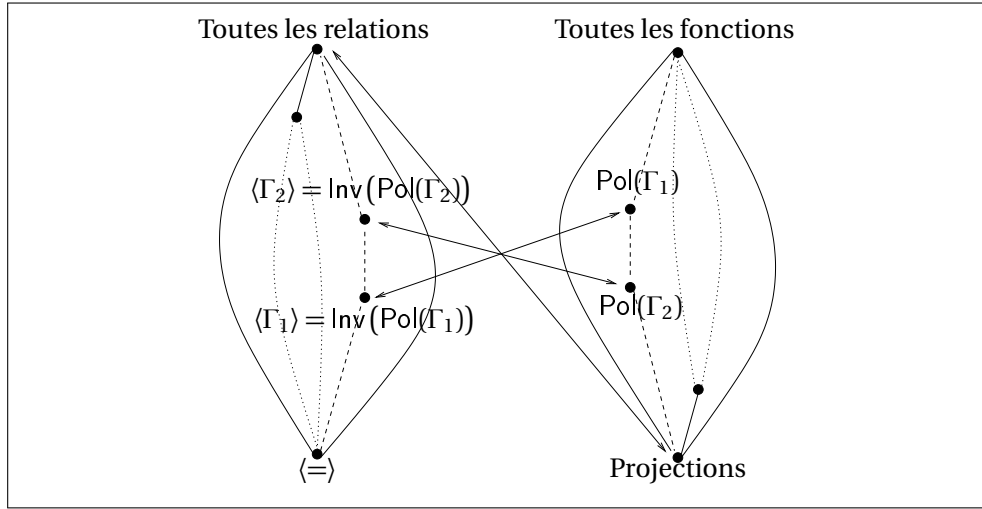 Toutes les relations
Toutes les fonctions
⟨Γ₂⟩ = Inv(Pol(Γ₂))
Pol(Γ₁)
⟨Γ₁⟩ = Inv(Pol(Γ₁))
Pol(Γ₂)
⟨=⟩
Projections